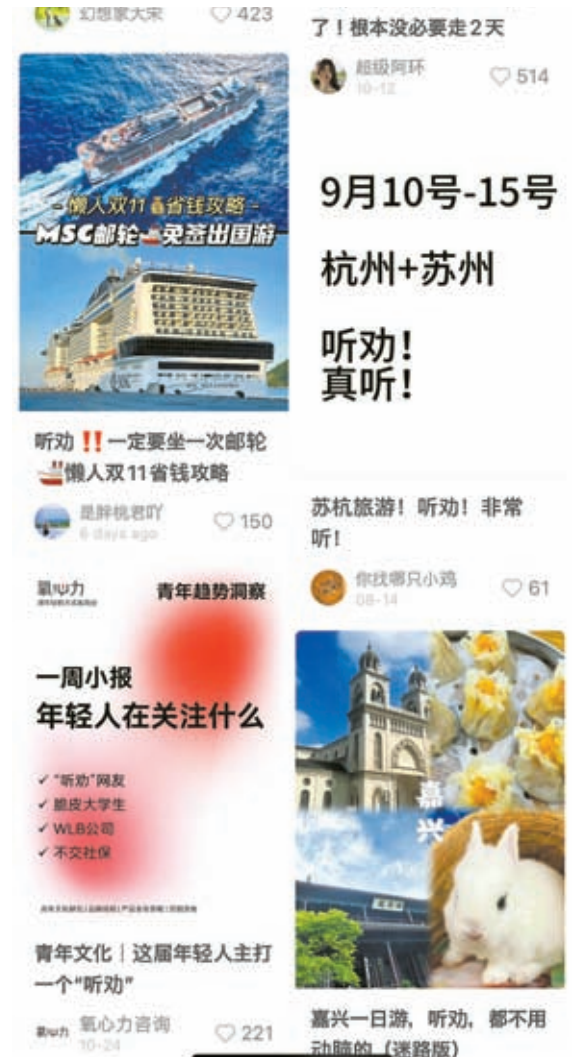 幻想家大宋
423
-懒人双11省钱攻略-
MSC邮轮免签出国游
听劝‼️一定要坐一次邮轮
🚢懒人双11省钱攻略
是胖桃君吖
6 days ago
150
氧心力
青年趋势洞察
一周小报
年轻人在关注什么
✓ “听劝”网友
✓ 脆皮大学生
✓ WLB公司
✓ 不交社保
青年文化｜这届年轻人主打
一个“听劝”
氧心力
氧心力咨询
10-24
221
了！根本没必要走2天
超级阿环
10-12
514
9月10号-15号
杭州+苏州
听劝！
真听！
苏杭旅游！听劝！非常
听！
你找哪只小鸡
08-14
61
嘉兴
嘉兴一日游，听劝，都不用
动脑的（迷路版）